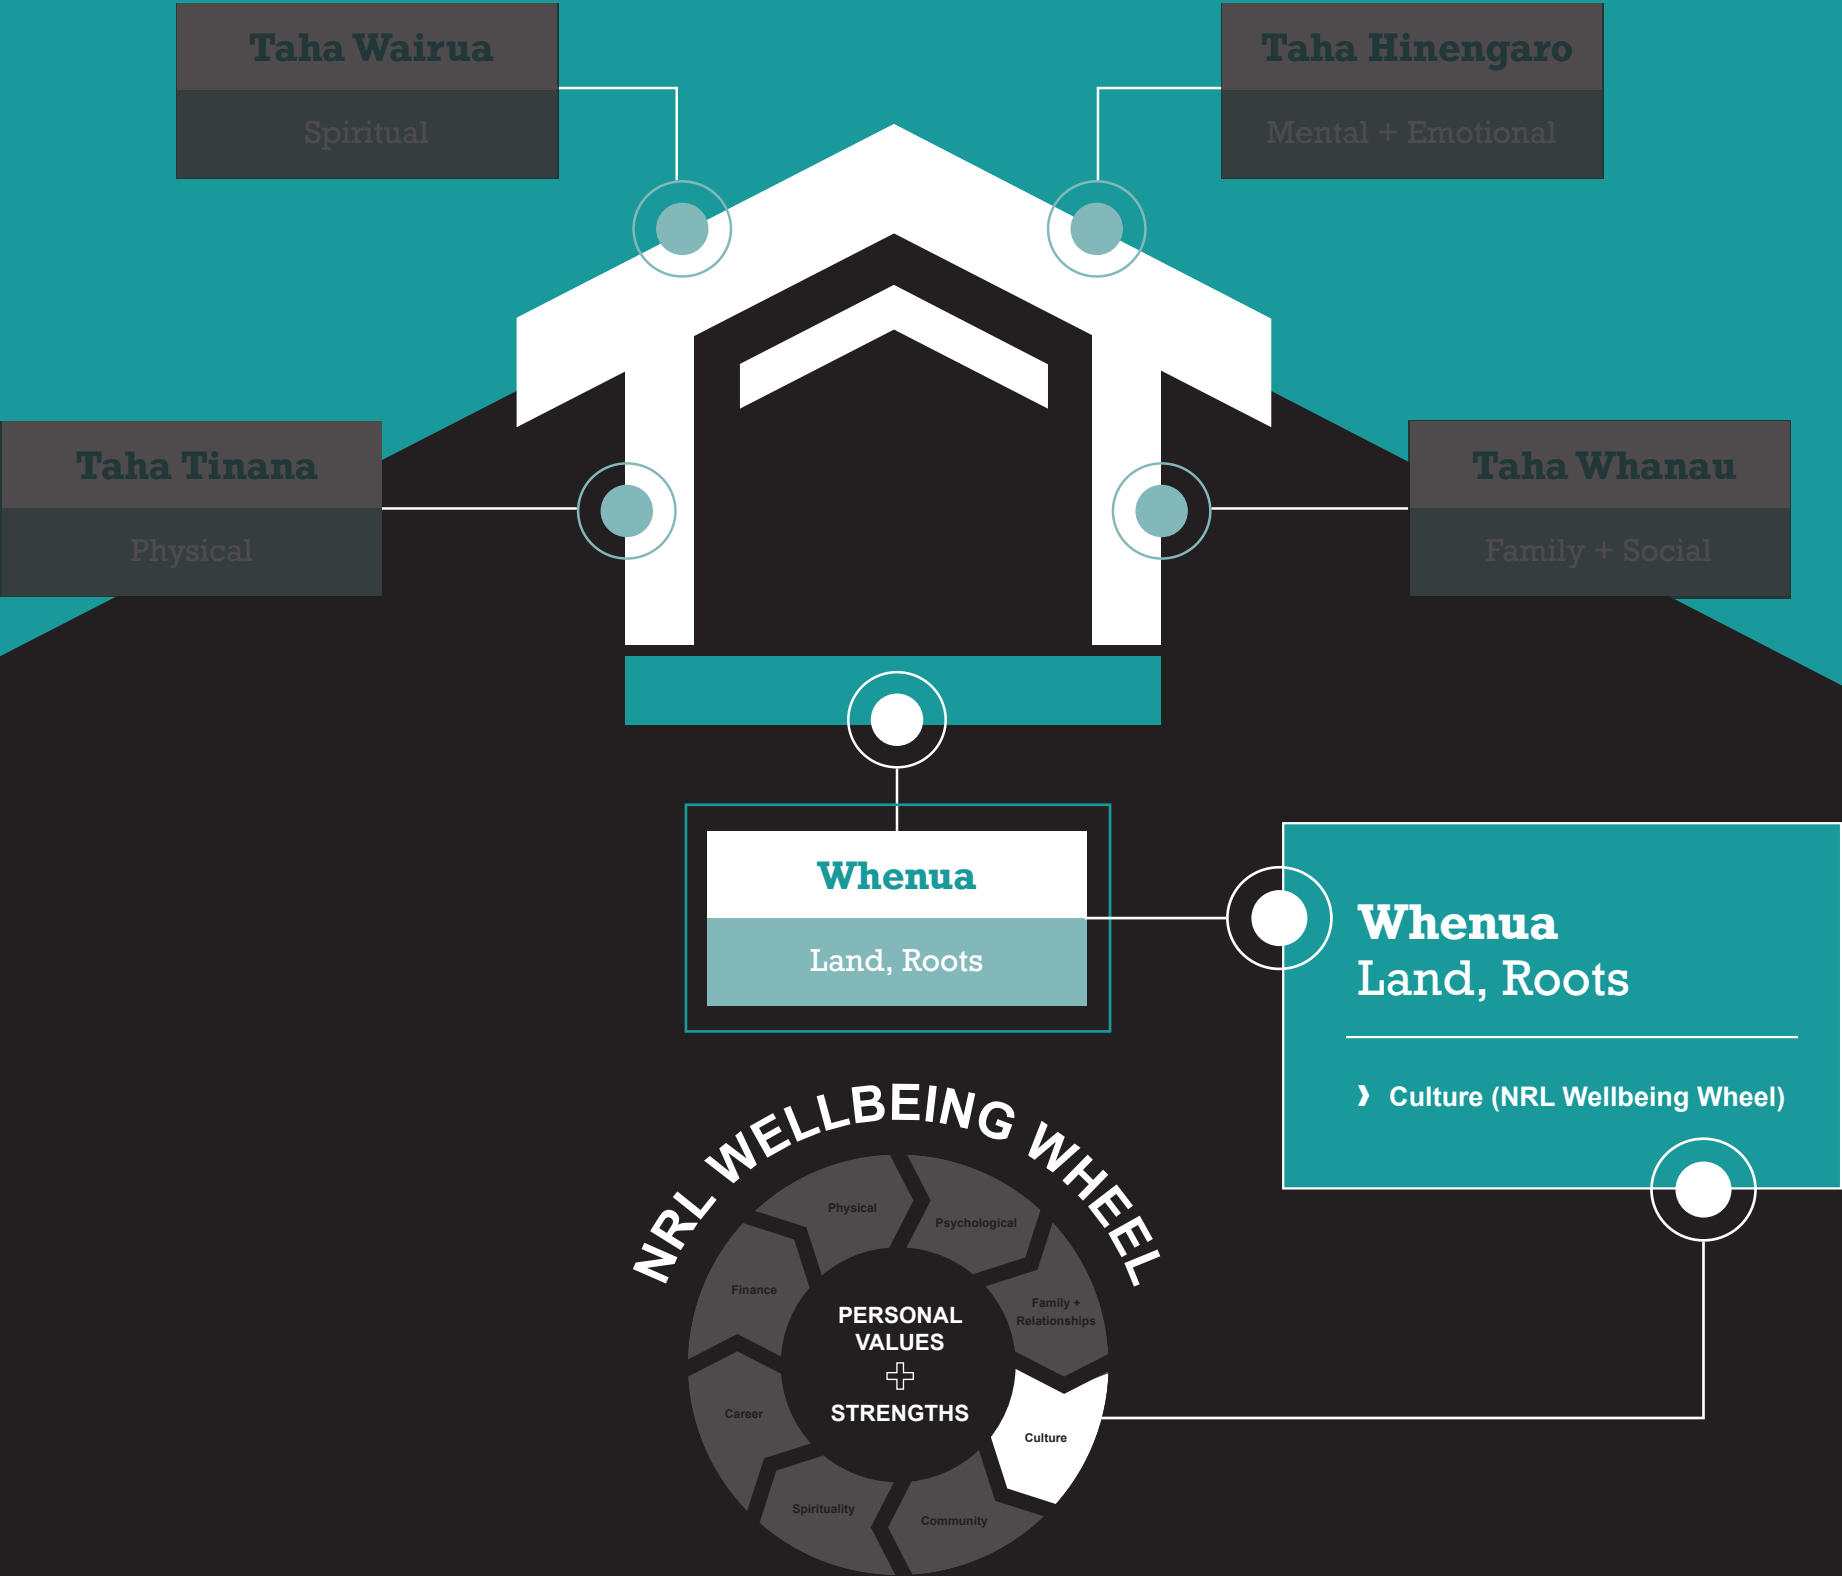 Taha Wairua
Spiritual
Taha Hinengaro
Mental + Emotional
Taha Tinana
Physical
Taha Whanau
Family + Social
Whenua
Land, Roots
Whenua
Land, Roots
❱ Culture (NRL Wellbeing Wheel)
NRL WELLBEING WHEEL
Physical
Psychological
Family +
Relationships
Culture
Community
Spirituality
Career
Finance
PERSONAL
VALUES
+
STRENGTHS